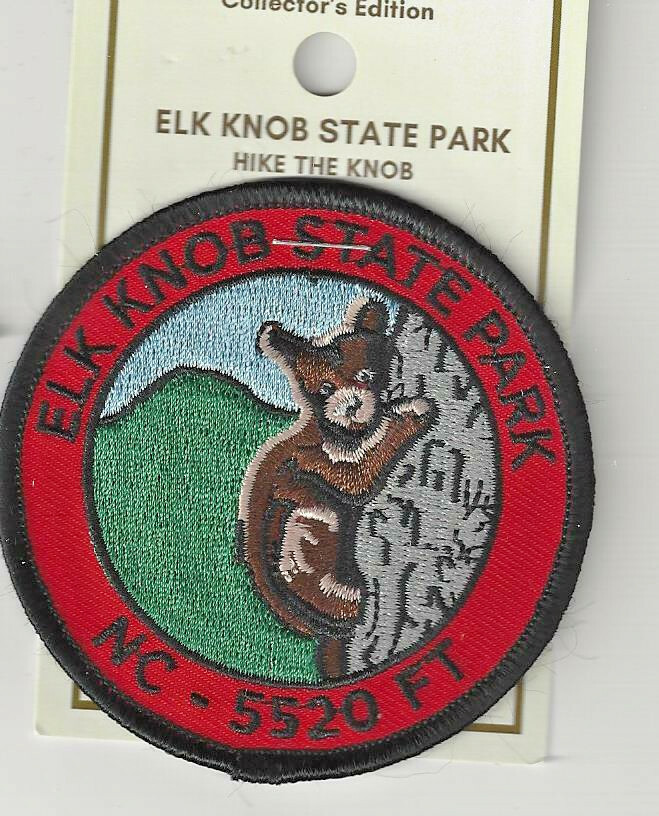 Collector's Edition
ELK KNOB STATE PARK
HIKE THE KNOB
ELK KNOB STATE PARK
NC - 5520 FT